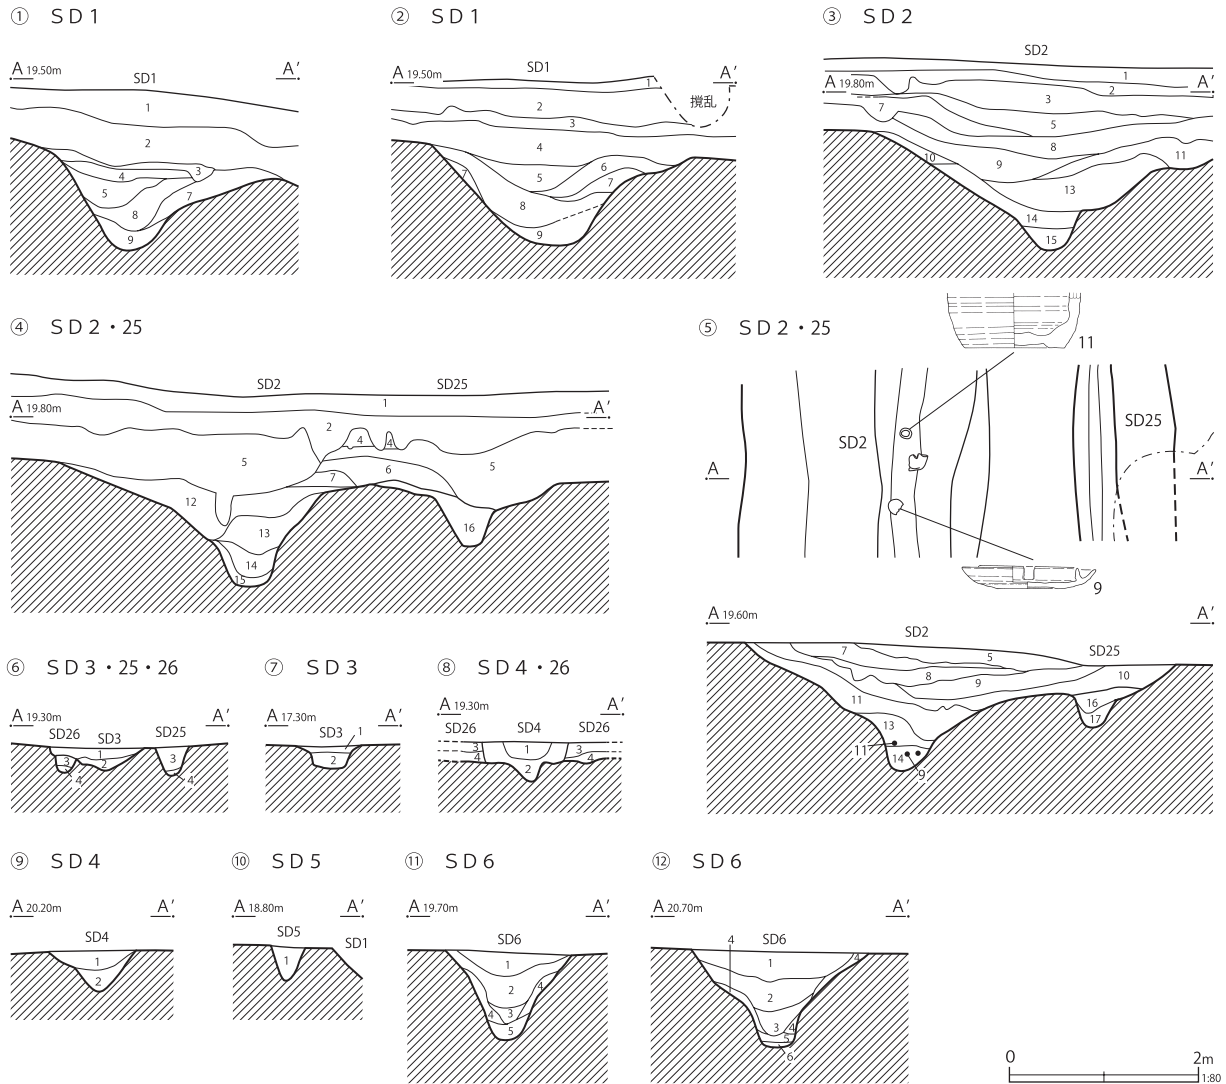 ① SD1
A 19.50m A′
SD1
1
2
3
4
5
7
8
9
② SD1
A 19.50m A′
SD1
1
撹乱
2
3
4
5
6
7
7
8
9
③ SD2
SD2
A 19.80m A′
1
2
3
7
5
8
10
9
11
13
14
15
④ SD2・25
SD2 SD25
A 19.80m A′
1
2
4
4
5
6
5
7
12
13
16
14
15
⑤ SD2・25
11
SD2
SD25
A A′
9
A 19.60m A′
SD2
SD25
7
5
8
9
10
11
16
13
17
11
14
9
⑥ SD3・25・26
A 19.30m A′
SD26 SD3 SD25
1
3
2
3
4
4
⑦ SD3
A 17.30m A′
SD3
1
2
⑧ SD4・26
A 19.30m A′
SD26 SD4 SD26
3 1 3
4 4
2
⑨ SD4
A 20.20m A′
SD4
1
2
⑩ SD5
A 18.80m A′
SD5
SD1
1
⑪ SD6
A 19.70m A′
SD6
1
2
4
4
3
5
⑫ SD6
A 20.70m A′
4
SD6
1
4
2
3
4
5
6
0 2m
1:80